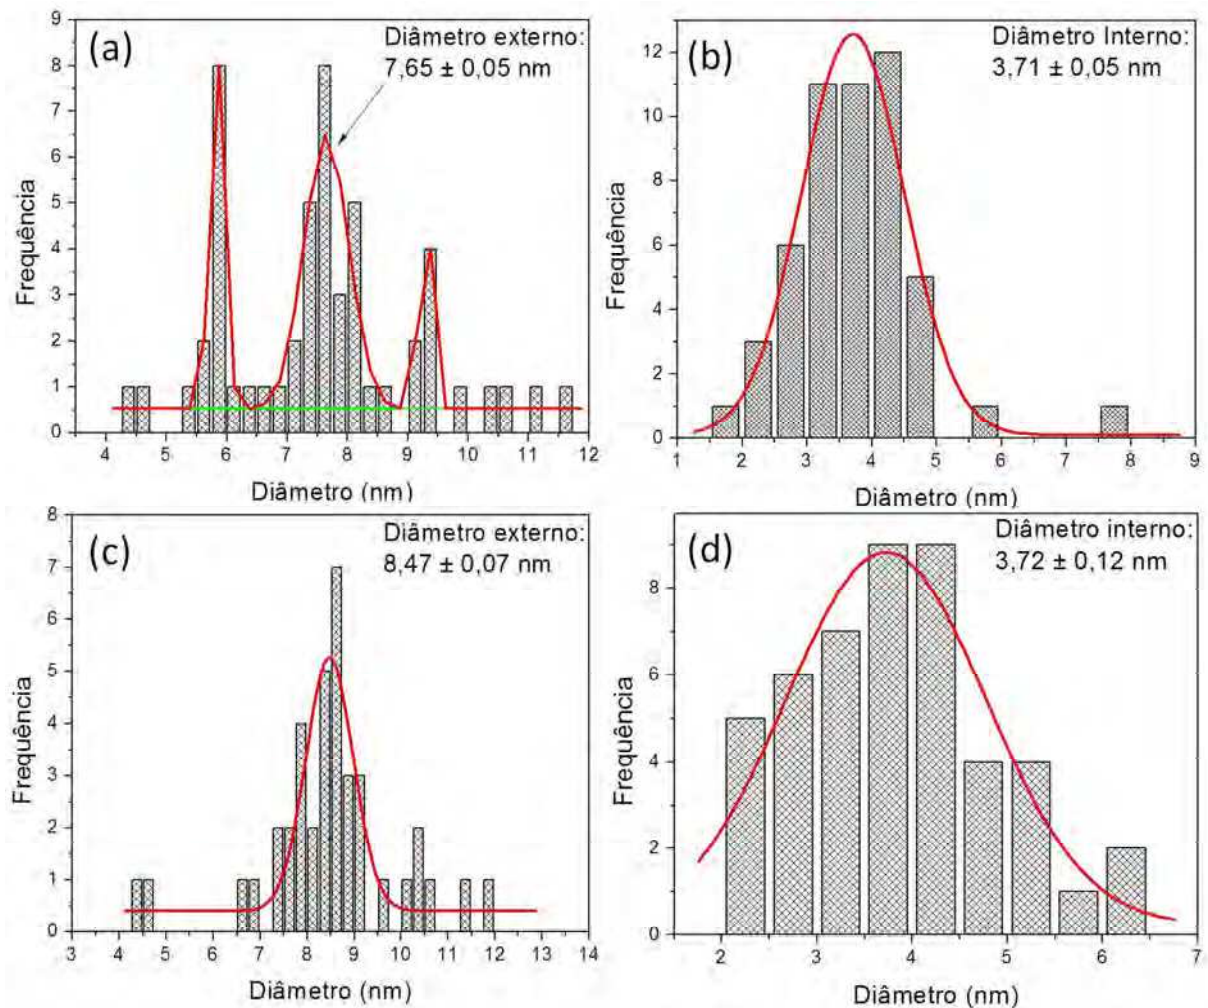 (a)
Diâmetro externo:
7,65 ± 0,05 nm
Frequência
9
8
7
6
5
4
3
2
1
0
4 5 6 7 8 9 10 11 12
Diâmetro (nm)
(b)
Diâmetro Interno:
3,71 ± 0,05 nm
Frequência
12
10
8
6
4
2
0
1 2 3 4 5 6 7 8 9
Diâmetro (nm)
(c)
Diâmetro externo:
8,47 ± 0,07 nm
Frequência
8
7
6
5
4
3
2
1
0
3 4 5 6 7 8 9 10 11 12 13 14
Diâmetro (nm)
(d)
Diâmetro interno:
3,72 ± 0,12 nm
Frequência
8
6
4
2
0
2 3 4 5 6 7
Diâmetro (nm)